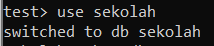 test> use sekolah
switched to db sekolah